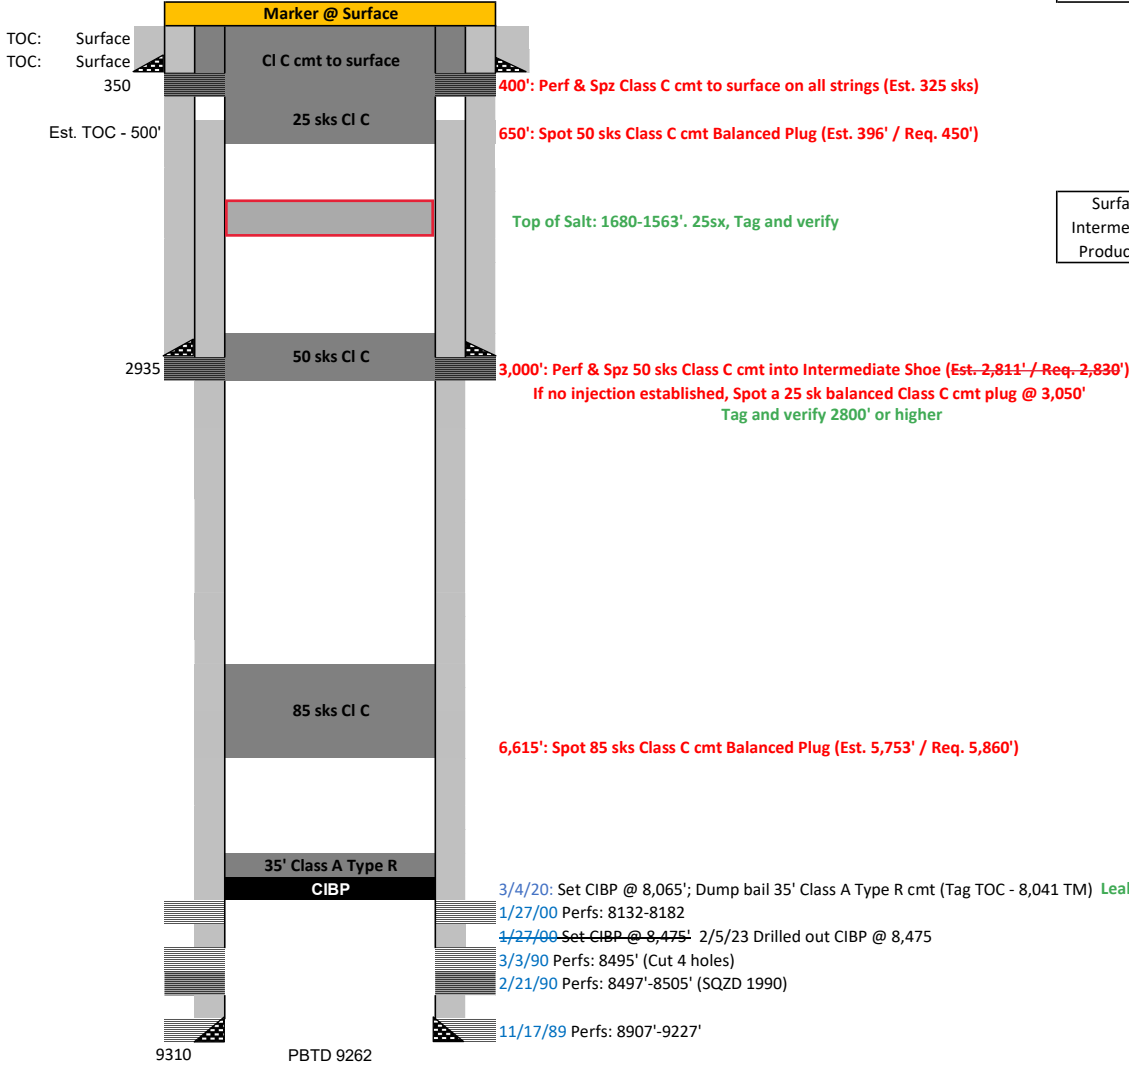 Marker @ Surface
TOC: Surface
TOC: Surface
Cl C cmt to surface
350
400': Perf & Spz Class C cmt to surface on all strings (Est. 325 sks)
25 sks Cl C
Est. TOC - 500'
650': Spot 50 sks Class C cmt Balanced Plug (Est. 396' / Req. 450')
Top of Salt: 1680-1563'. 25sx, Tag and verify
Surfa
Interme
Produc
50 sks Cl C
2935
3,000': Perf & Spz 50 sks Class C cmt into Intermediate Shoe (Est. 2,811' / Req. 2,830')
If no injection established, Spot a 25 sk balanced Class C cmt plug @ 3,050'
Tag and verify 2800' or higher
85 sks Cl C
6,615': Spot 85 sks Class C cmt Balanced Plug (Est. 5,753' / Req. 5,860')
35' Class A Type R
CIBP
3/4/20: Set CIBP @ 8,065'; Dump bail 35' Class A Type R cmt (Tag TOC - 8,041 TM) Leal
1/27/00 Perfs: 8132-8182
1/27/00 Set CIBP @ 8,475' 2/5/23 Drilled out CIBP @ 8,475
3/3/90 Perfs: 8495' (Cut 4 holes)
2/21/90 Perfs: 8497'-8505' (SQZD 1990)
11/17/89 Perfs: 8907'-9227'
9310
PBTD 9262